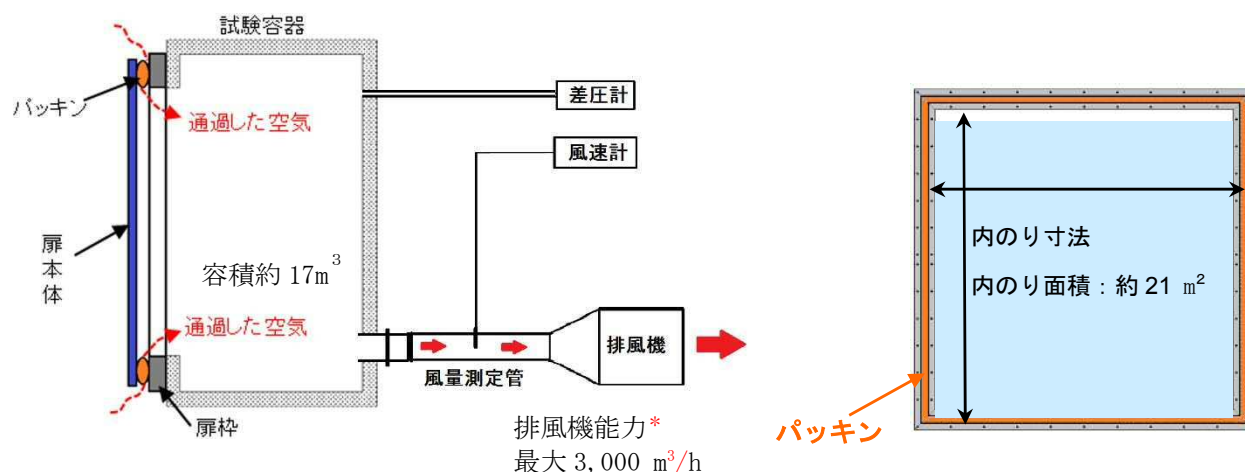 試験容器
パッキン
通過した空気
差圧計
風速計
扉本体
容積約 17m³
通過した空気
排風機
風量測定管
扉枠
排風機能力*
最大 3,000 m³/h
内のり寸法
内のり面積：約 21 m²
パッキン